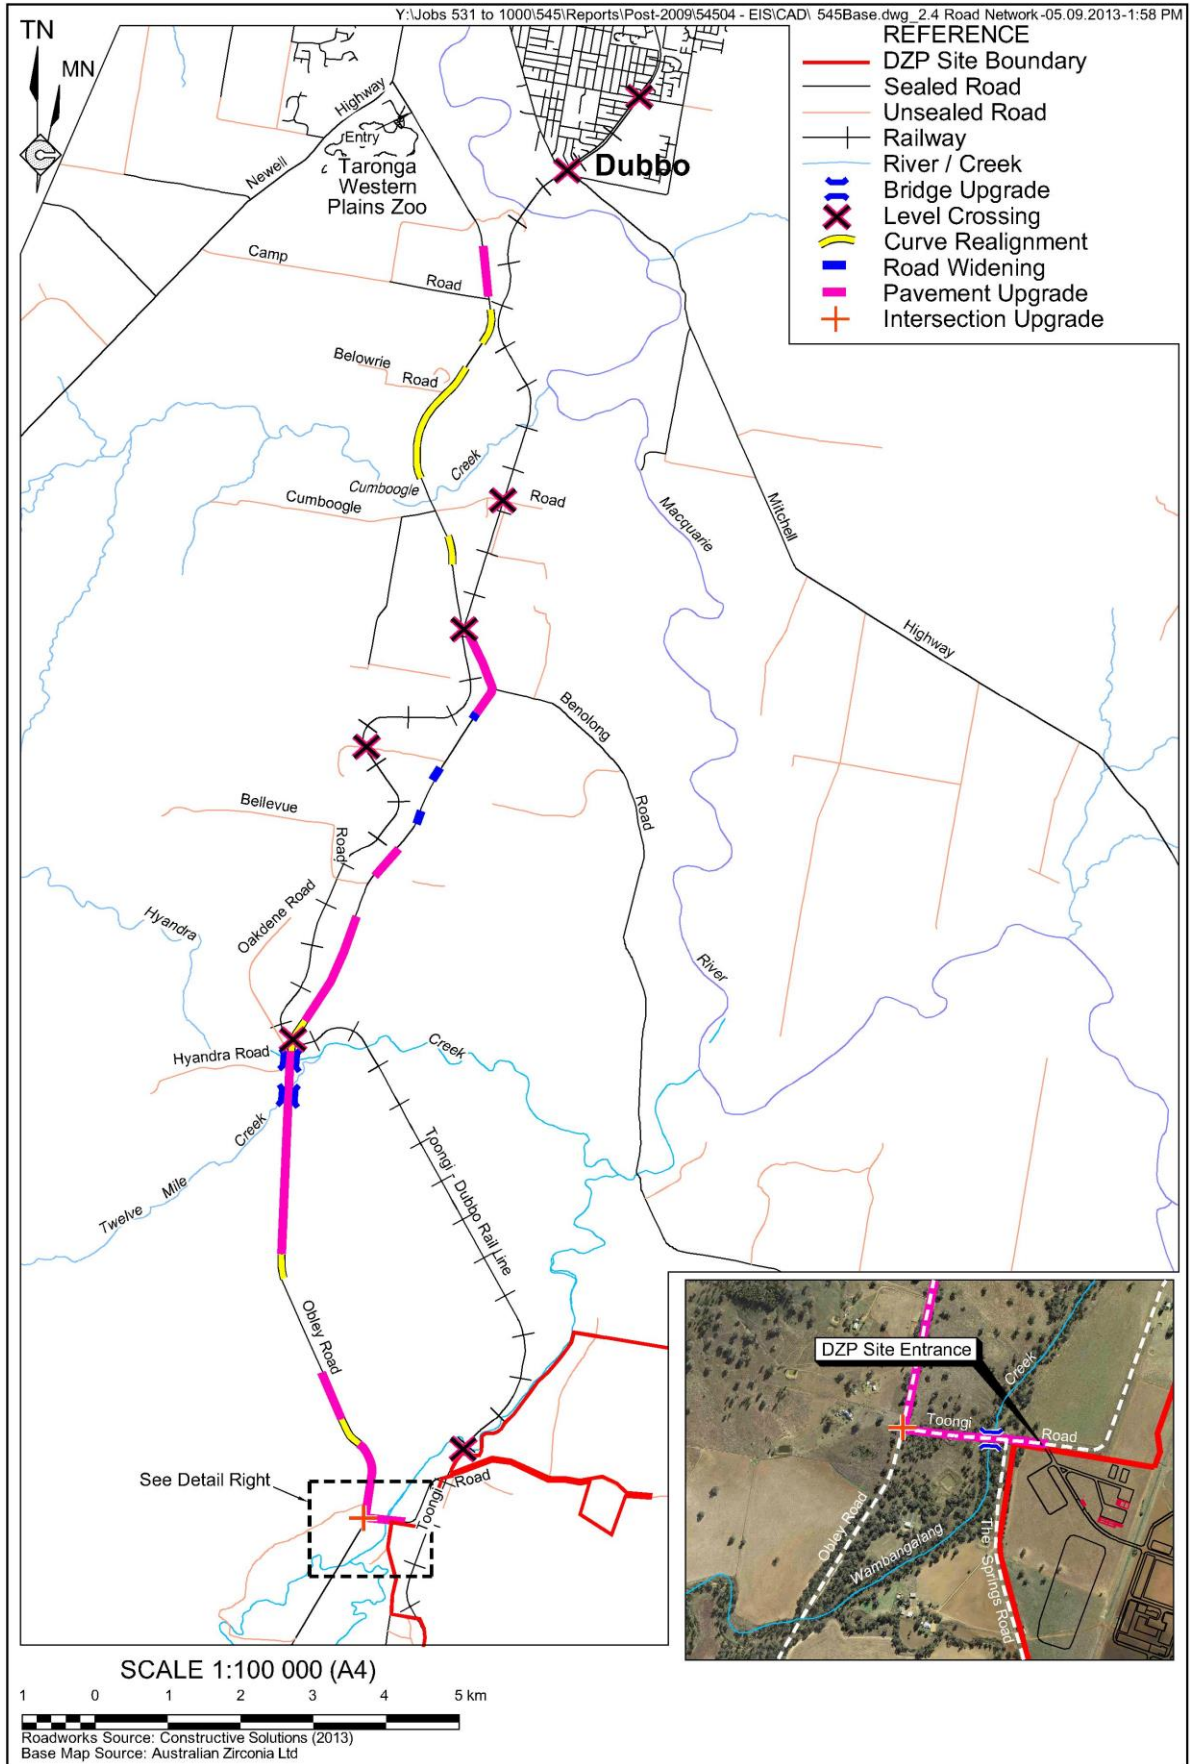 Y:\Jobs 531 to 1000\545\Reports\Post-2009\54504 - EIS\CAD\ 545Base.dwg_2.4 Road Network-05.09.2013-1:58 PM
TN
MN
REFERENCE
DZP Site Boundary
Sealed Road
Unsealed Road
Railway
River / Creek
Bridge Upgrade
Level Crossing
Curve Realignment
Road Widening
Pavement Upgrade
Intersection Upgrade
Highway
Newell
Entry
Taronga
Western
Plains Zoo
Dubbo
Camp
Road
Belowrie
Road
Cumboogle
Creek
Cumboogle
Road
Macquarie
Mitchell
Highway
Benolong
Road
Bellevue
Road
Oakdene Road
Hyandra
River
Hyandra Road
Creek
Creek
Mile
Twelve
Toongi - Dubbo Rail Line
Obley Road
See Detail Right
Toongi
Road
DZP Site Entrance
Creek
Toongi
Road
Obley Road
Wambangalang
The Springs Road
SCALE 1:100 000 (A4)
1 0 1 2 3 4 5 km
Roadworks Source: Constructive Solutions (2013)
Base Map Source: Australian Zirconia Ltd